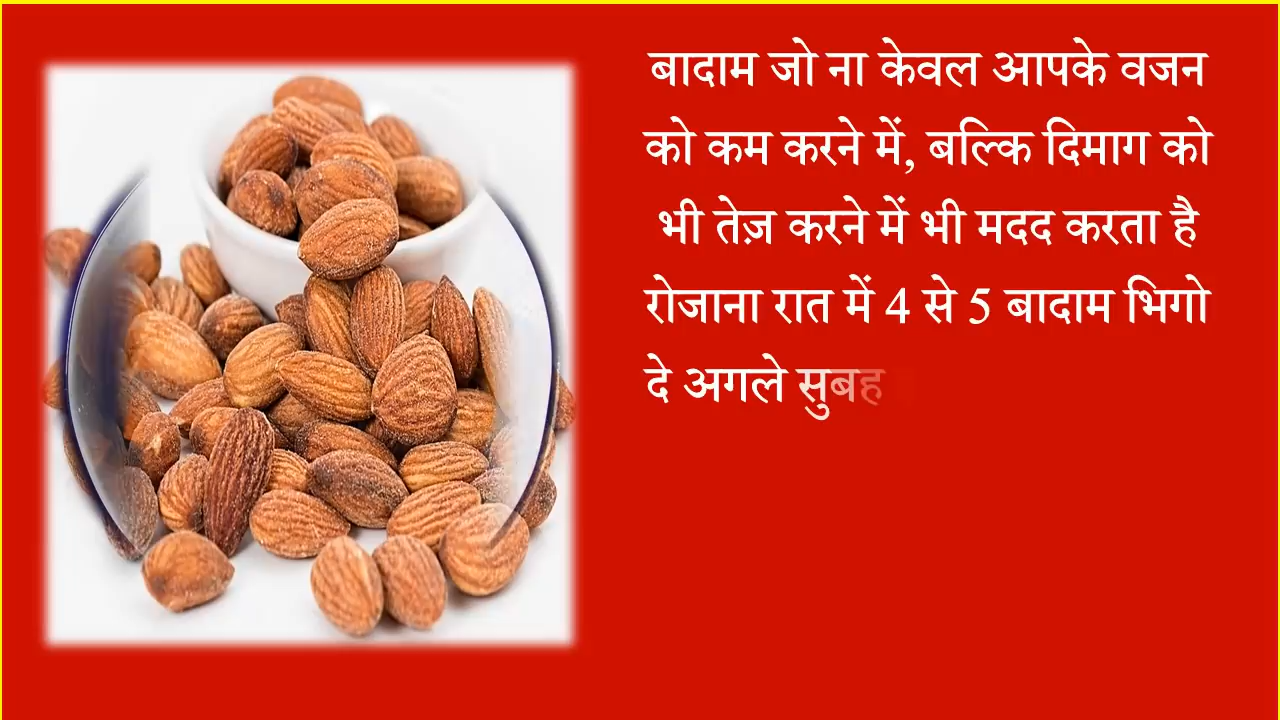 बादाम जो ना केवल आपके वजन
को कम करने में, बल्कि दिमाग को
भी तेज़ करने में भी मदद करता है
रोजाना रात में 4 से 5 बादाम भिगो
दे अगले सुबह